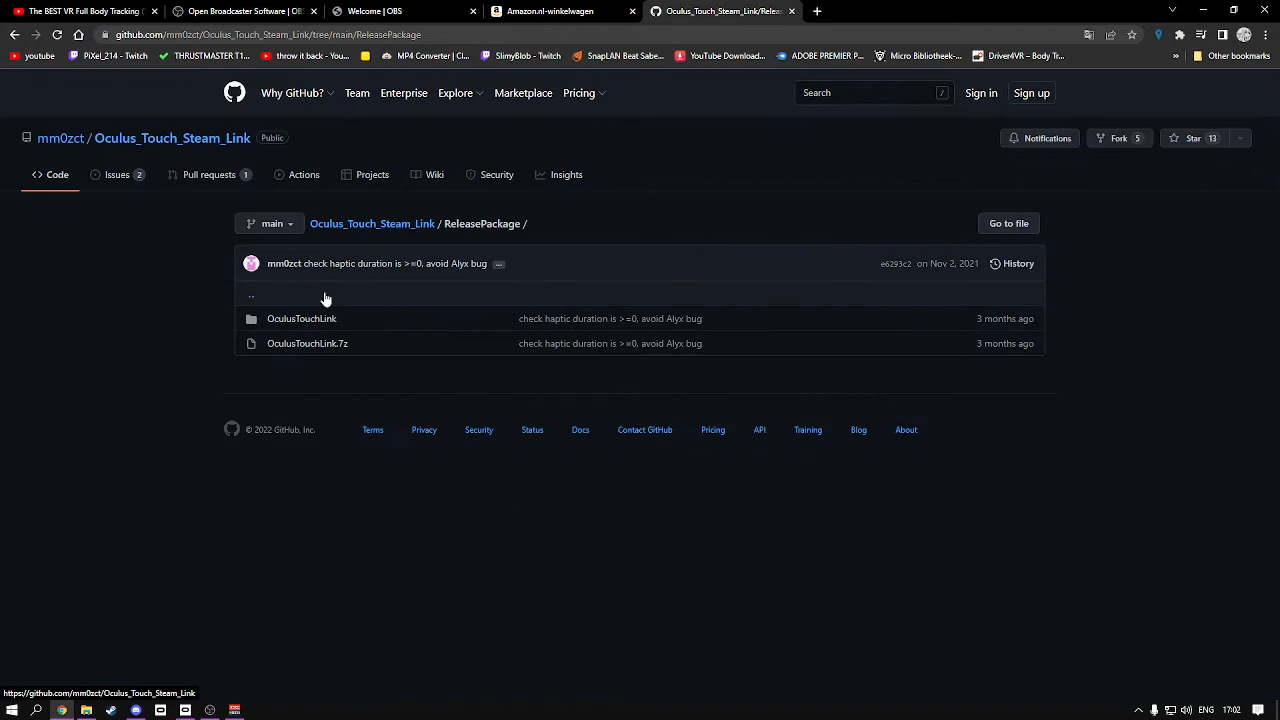 The BEST VR Full Body Tracking (
Open Broadcaster Software | OBS
Welcome | OBS
Amazon.nl-winkelwagen
Oculus_Touch_Steam_Link/Releas
github.com/mm0zct/Oculus_Touch_Steam_Link/tree/main/ReleasePackage
youtube
PiXel_214 - Twitch
THRUSTMASTER T1...
throw it back - You...
MP4 Converter | Cl...
SlimyBlob - Twitch
SnapLAN Beat Sabe...
YouTube Download...
ADOBE PREMIER P...
Micro Bibliotheek-...
Driver4VR – Body Tra...
»
Other bookmarks
Why GitHub?
Team
Enterprise
Explore
Marketplace
Pricing
Search
/
Sign in
Sign up
mm0zct / Oculus_Touch_Steam_Link
Public
Notifications
Fork 5
Star 13
Code
Issues 2
Pull requests 1
Actions
Projects
Wiki
Security
Insights
main
Oculus_Touch_Steam_Link / ReleasePackage /
Go to file
mm0zct check haptic duration is >=0, avoid Alyx bug ...
e6293c2 on Nov 2, 2021
History
..
OculusTouchLink
check haptic duration is >=0, avoid Alyx bug
3 months ago
OculusTouchLink.7z
check haptic duration is >=0, avoid Alyx bug
3 months ago
© 2022 GitHub, Inc.
Terms
Privacy
Security
Status
Docs
Contact GitHub
Pricing
API
Training
Blog
About
https://github.com/mm0zct/Oculus_Touch_Steam_Link
ENG
17:02